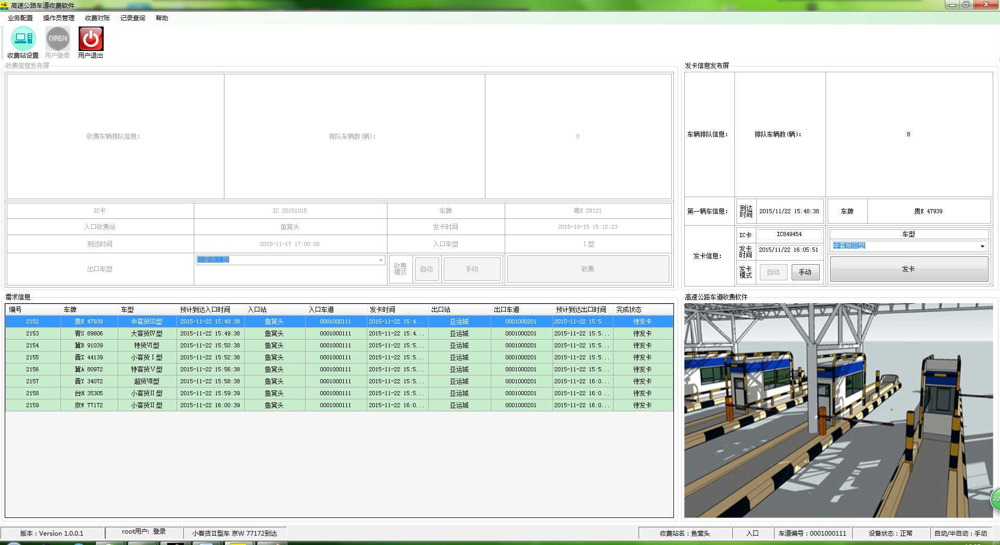 高速公路车道收费软件
业务配置 操作员管理 收费对账 记录查询 帮助
OPEN
收费站设置 用户登录 用户退出
收费信息发布屏
收费车辆排队信息: 排队车辆数(辆): 0
IC卡 IC 20151015 车牌 粤E SW121
入口收费站 鱼窝头 发卡时间 2015-10-15 15:12:23
到达时间 2015-11-17 17:00:00 入口车型 I 型
出口车型 小客货 I 型 收费模式 自动 手动 收费
发卡信息发布屏
车辆排队信息: 排队车辆数(辆): 8
第一辆车信息: 到达时间 2015/11/22 15:48:38 车牌 贵E 47939
发卡信息: IC卡 IC849454 车型
发卡时间 2015/11/22 16:05:51 中客货III型
发卡模式 自动 手动 发卡
需求信息
编号 车牌 车型 预计到达入口时间 入口站 入口车道 发卡时间 出口站 出口车道 预计到达出口时间 完成状态
2152 贵E 47939 中客货III型 2015-11-22 15:48:38 鱼窝头 0001000111 2015-11-22 15:4... 亚运城 0001000201 2015-11-22 15:5... 待发卡
2153 青S 89806 大客货IV型 2015-11-22 15:49:38 鱼窝头 0001000111 2015-11-22 15:4... 亚运城 0001000201 2015-11-22 15:5... 待发卡
2154 冀B 91039 特货VI型 2015-11-22 15:50:38 鱼窝头 0001000111 2015-11-22 15:5... 亚运城 0001000201 2015-11-22 15:5... 待发卡
2155 晋Z 44139 小客货 I 型 2015-11-22 15:52:38 鱼窝头 0001000111 2015-11-22 15:5... 亚运城 0001000201 2015-11-22 15:5... 待发卡
2156 冀A 80972 特客货V型 2015-11-22 15:56:38 鱼窝头 0001000111 2015-11-22 15:5... 亚运城 0001000201 2015-11-22 15:5... 待发卡
2157 晋Y 34072 超货VII型 2015-11-22 15:58:38 鱼窝头 0001000111 2015-11-22 15:5... 亚运城 0001000201 2015-11-22 16:0... 待发卡
2158 台H 35305 小客货II型 2015-11-22 15:59:39 鱼窝头 0001000111 2015-11-22 15:5... 亚运城 0001000201 2015-11-22 16:0... 待发卡
2159 京W 77172 小客货II型 2015-11-22 16:00:39 鱼窝头 0001000111 2015-11-22 16:0... 亚运城 0001000201 2015-11-22 16:0... 待发卡
高速公路车道收费软件
72
版本：Version 1.0.0.1 root用户: 登录 小客货II型车 京W 77172到达 收费站名：鱼窝头 入口 车道编号：0001000111 设备状态：正常 自动/半自动：手动